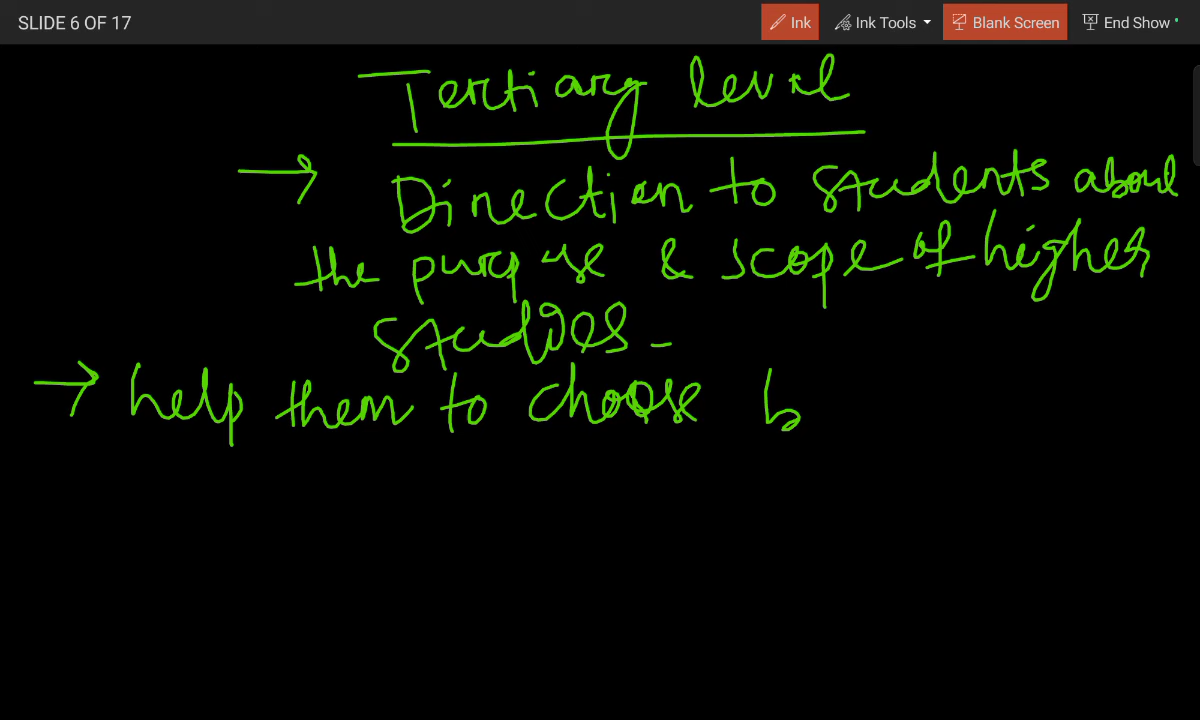 SLIDE 6 OF 17 Ink Ink Tools Blank Screen End Show
Tertiary level
→ Direction to students about
the purpose & scope of higher
studies -
→ help them to choose b